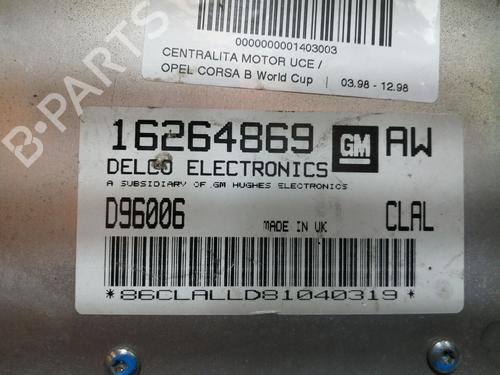 0000000001403003
CENTRALITA MOTOR UCE /
OPEL CORSA B World Cup | 03.98 - 12.98
16264869 GM AW
DELCO ELECTRONICS
A SUBSIDIARY OF GM HUGHES ELECTRONICS
D96006 MADE IN UK CLAL
*86CLALLD81040319*
B-PARTS